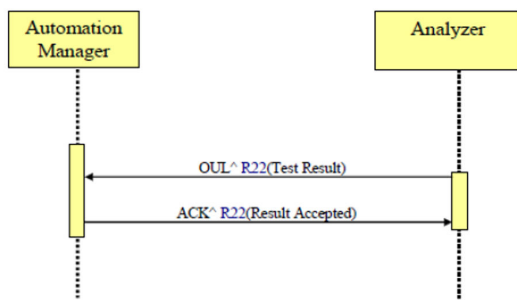 Automation
Manager
Analyzer
OUL^ R22(Test Result)
ACK^ R22(Result Accepted)